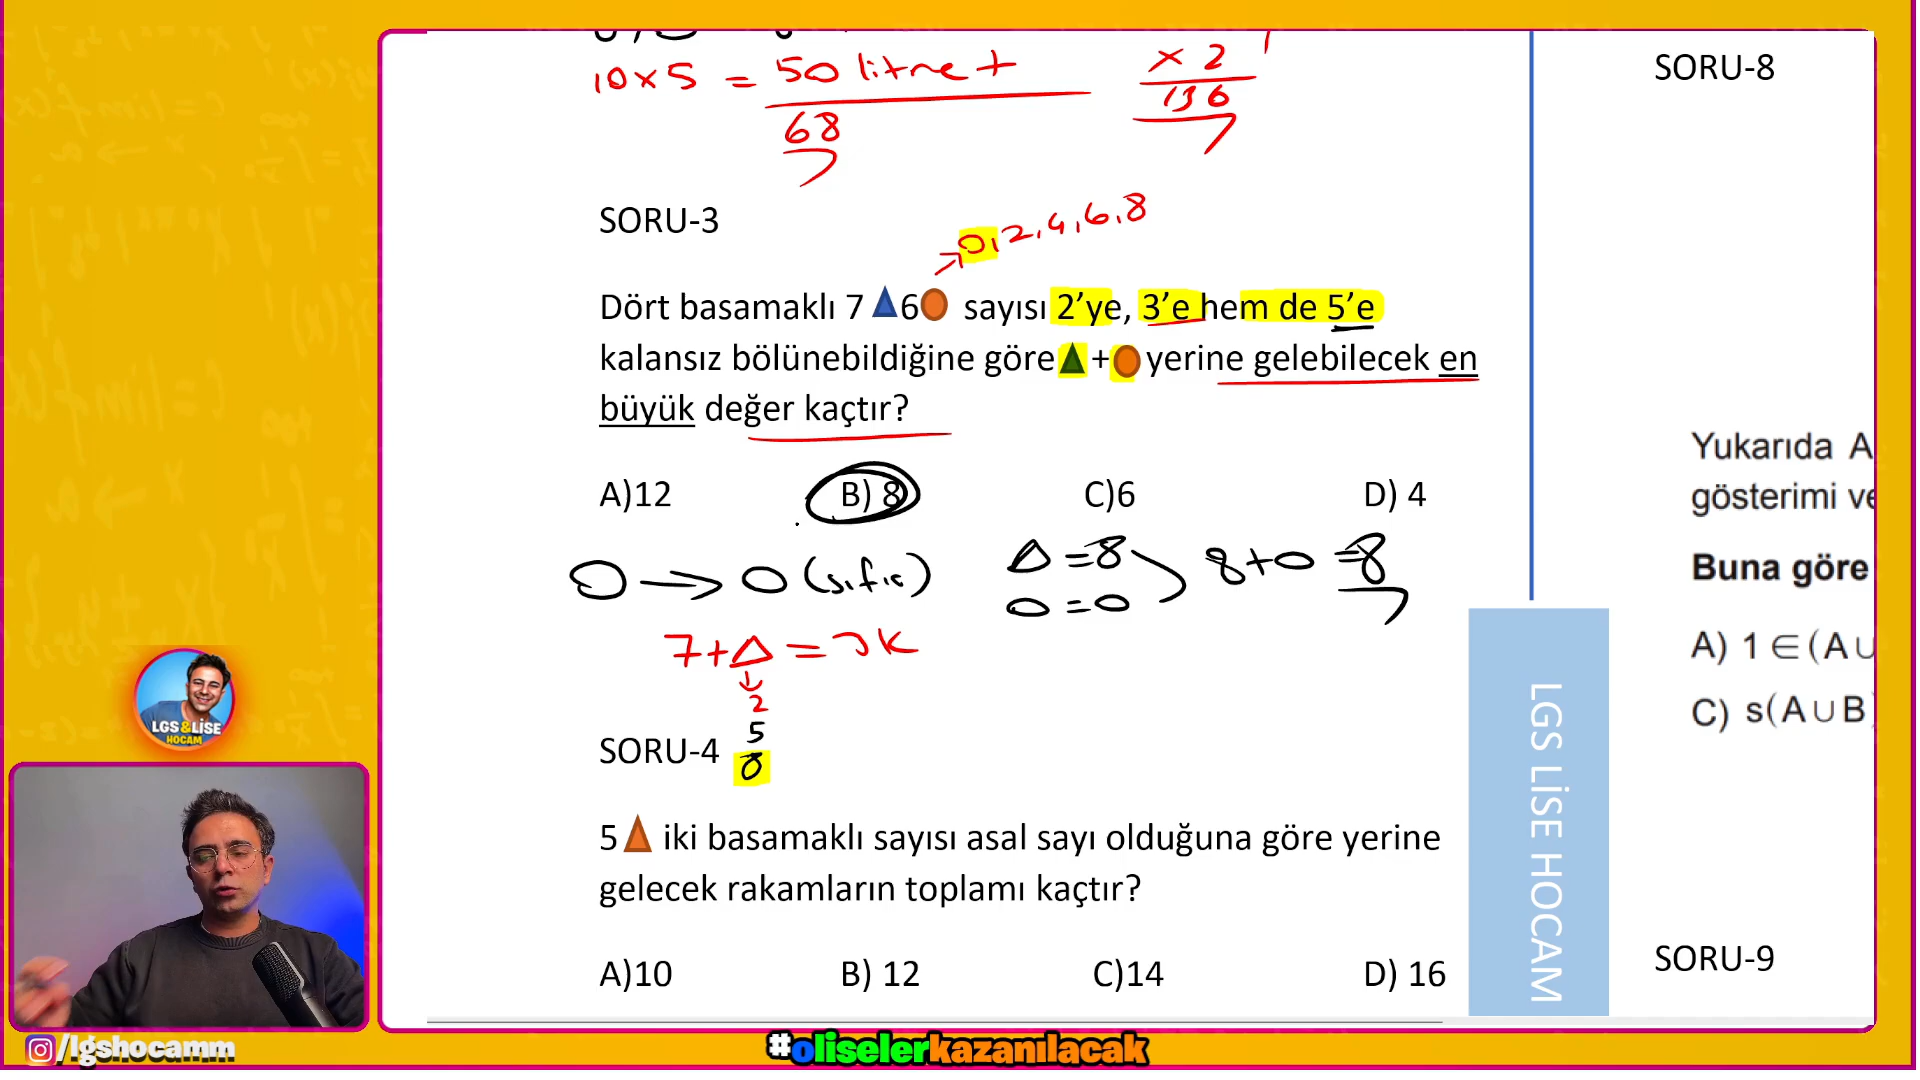 10 x 5 = 50 litre +
68
x 2
136
SORU-3
0, 2, 4, 6, 8
Dört basamaklı 7 6 sayısı 2’ye, 3’e hem de 5’e
kalansız bölünebildiğine göre + yerine gelebilecek en
büyük değer kaçtır?
A)12 B) 8 C)6 D) 4
O → 0 (sıfır)
Δ = 8
O = 0
8 + 0 = 8
7 + Δ = 3k
2
5
8
SORU-4
5 iki basamaklı sayısı asal sayı olduğuna göre yerine
gelecek rakamların toplamı kaçtır?
A)10 B) 12 C)14 D) 16
LGS LİSE HOCAM
SORU-8
Yukarıda A
gösterimi ve
Buna göre
A) 1 ∈ (A ∪
C) s(A ∪ B
SORU-9
LGS&LİSE
HOCAM
/lgshocamm
#oliselerkazanılacak